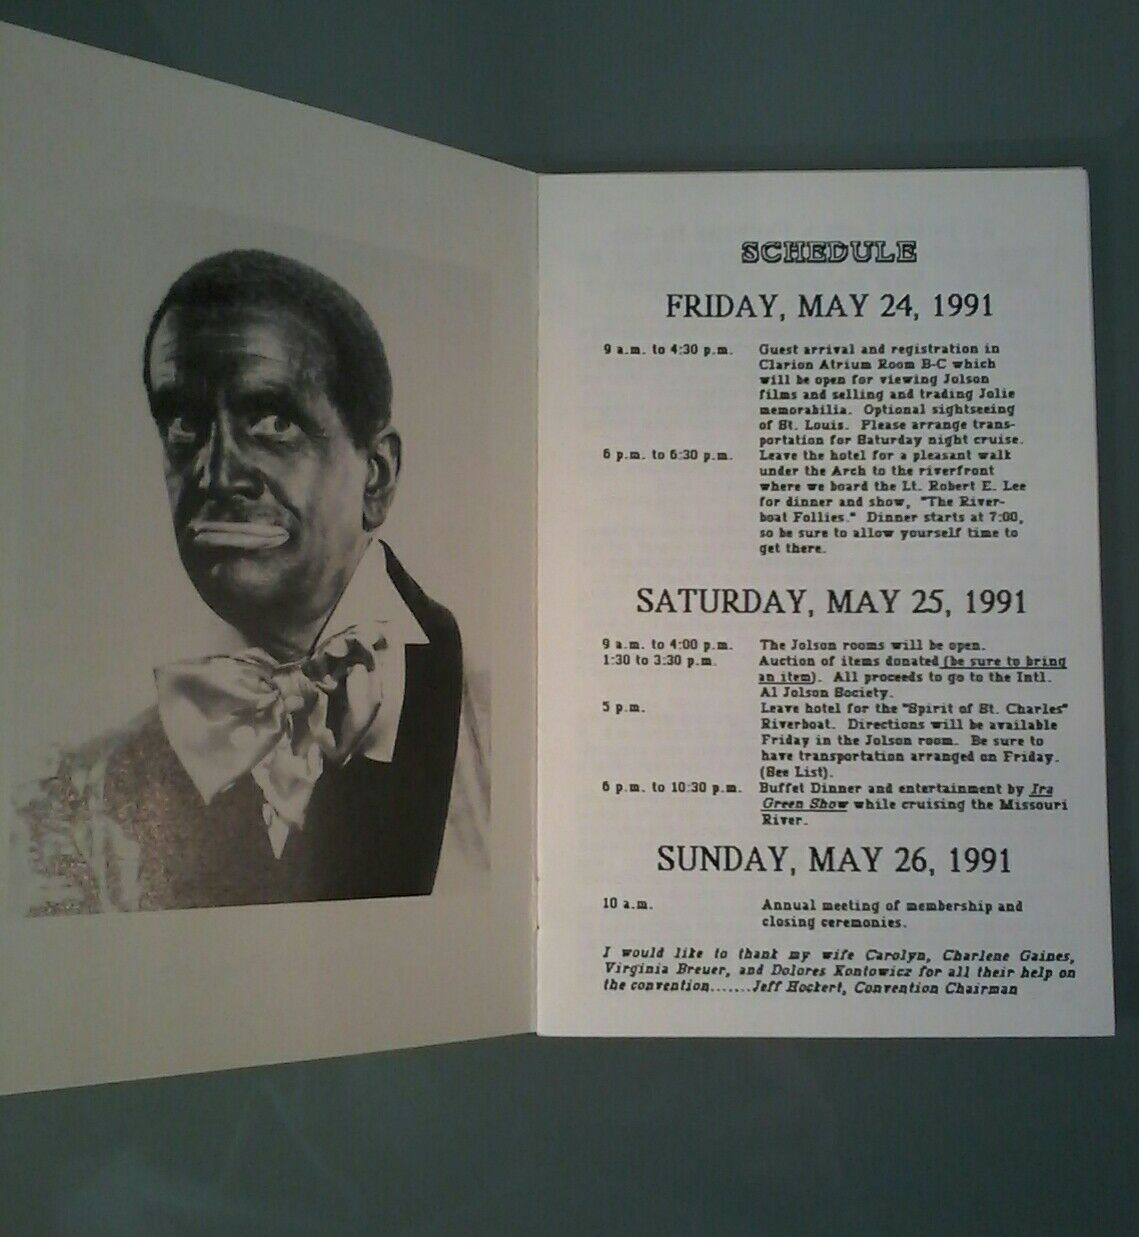 SCHEDULE
FRIDAY, MAY 24, 1991
9 a.m. to 4:30 p.m. Guest arrival and registration in
Clarion Atrium Room B-C which
will be open for viewing Jolson
films and selling and trading Jolie
memorabilia. Optional sightseeing
of St. Louis. Please arrange trans-
portation for Saturday night cruise.
6 p.m. to 6:30 p.m. Leave the hotel for a pleasant walk
under the Arch to the riverfront
where we board the Lt. Robert E. Lee
for dinner and show, "The River-
boat Follies." Dinner starts at 7:00,
so be sure to allow yourself time to
get there.
SATURDAY, MAY 25, 1991
9 a.m. to 4:00 p.m. The Jolson rooms will be open.
1:30 to 3:30 p.m. Auction of items donated (be sure to bring
an item). All proceeds to go to the Intl.
Al Jolson Society.
5 p.m. Leave hotel for the "Spirit of St. Charles"
Riverboat. Directions will be available
Friday in the Jolson room. Be sure to
have transportation arranged on Friday.
(See List).
6 p.m. to 10:30 p.m. Buffet Dinner and entertainment by Ira
Green Show while cruising the Missouri
River.
SUNDAY, MAY 26, 1991
10 a.m. Annual meeting of membership and
closing ceremonies.
I would like to thank my wife Carolyn, Charlene Gaines,
Virginia Breuer, and Dolores Kontowicz for all their help on
the convention.......Jeff Hockert, Convention Chairman